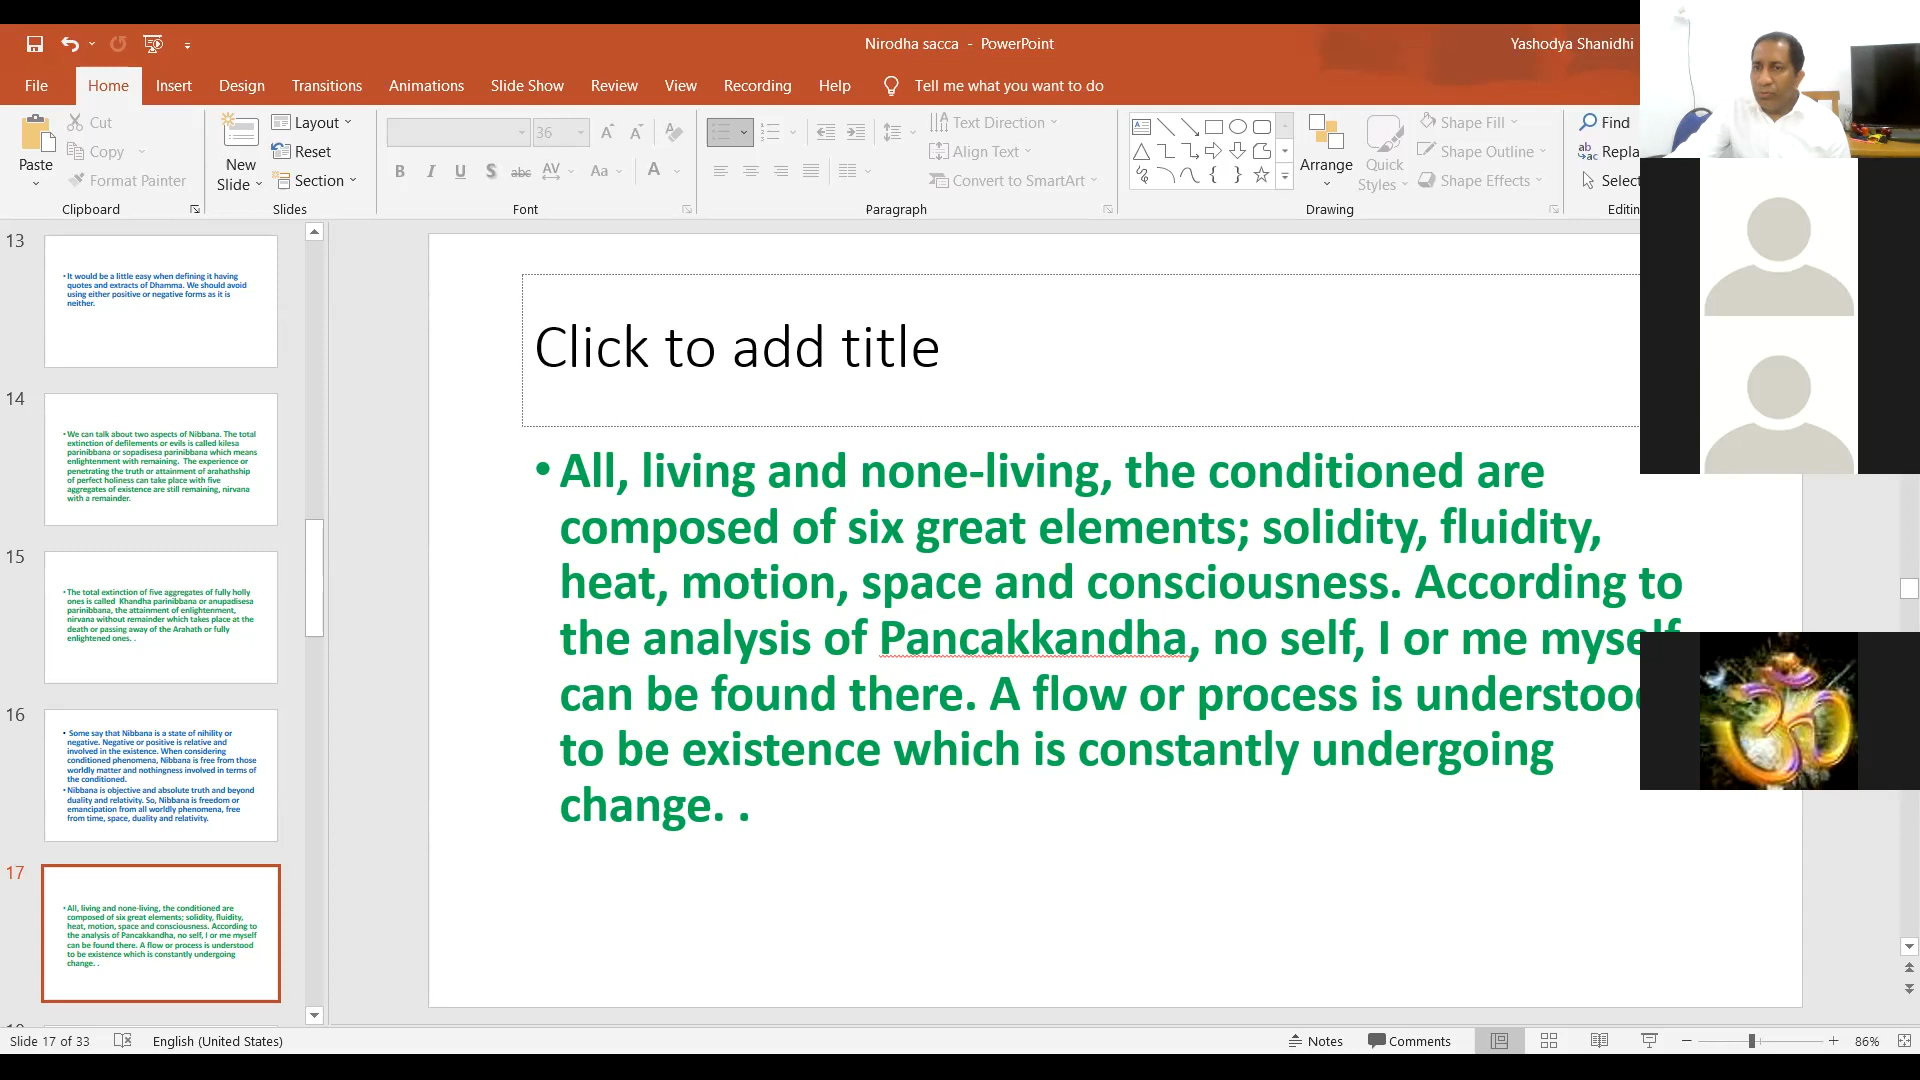 Nirodha sacca - PowerPoint
Yashodya Shanidhi
File Home Insert Design Transitions Animations Slide Show Review View Recording Help Tell me what you want to do
Paste
Cut
Copy
Format Painter
Clipboard
New Slide
Layout
Reset
Section
Slides
36
Font
Text Direction
Align Text
Convert to SmartArt
Paragraph
Arrange
Quick Styles
Shape Fill
Shape Outline
Shape Effects
Drawing
Find
Repla
Select
Editin
13
• It would be a little easy when defining it having
quotes and extracts of Dhamma. We should avoid
using either positive or negative forms as it is
neither.
14
• We can talk about two aspects of Nibbana. The total
extinction of defilements or evils is called kilesa
parinibbana or sopadisesa parinibbana which means
enlightenment with remaining. The experience or
penetrating the truth or attainment of arahathship
of perfect holiness can take place with five
aggregates of existence are still remaining, nirvana
with a remainder.
15
• The total extinction of five aggregates of fully holly
ones is called Khandha parinibbana or anupadisesa
parinibbana, the attainment of enlightenment,
nirvana without remainder which takes place at the
death or passing away of the Arahath or fully
enlightened ones. .
16
• Some say that Nibbana is a state of nihility or
negative. Negative or positive is relative and
involved in the existence. When considering
conditioned phenomena, Nibbana is free from those
worldly matter and nothingness involved in terms of
the conditioned.
• Nibbana is objective and absolute truth and beyond
duality and relativity. So, Nibbana is freedom or
emancipation from all worldly phenomena, free
from time, space, duality and relativity.
17
• All, living and none-living, the conditioned are
composed of six great elements; solidity, fluidity,
heat, motion, space and consciousness. According to
the analysis of Pancakkandha, no self, I or me myself
can be found there. A flow or process is understood
to be existence which is constantly undergoing
change. .
Click to add title
• All, living and none-living, the conditioned are
composed of six great elements; solidity, fluidity,
heat, motion, space and consciousness. According to
the analysis of Pancakkandha, no self, I or me myself
can be found there. A flow or process is understood
to be existence which is constantly undergoing
change. .
Slide 17 of 33
English (United States)
Notes
Comments
86%